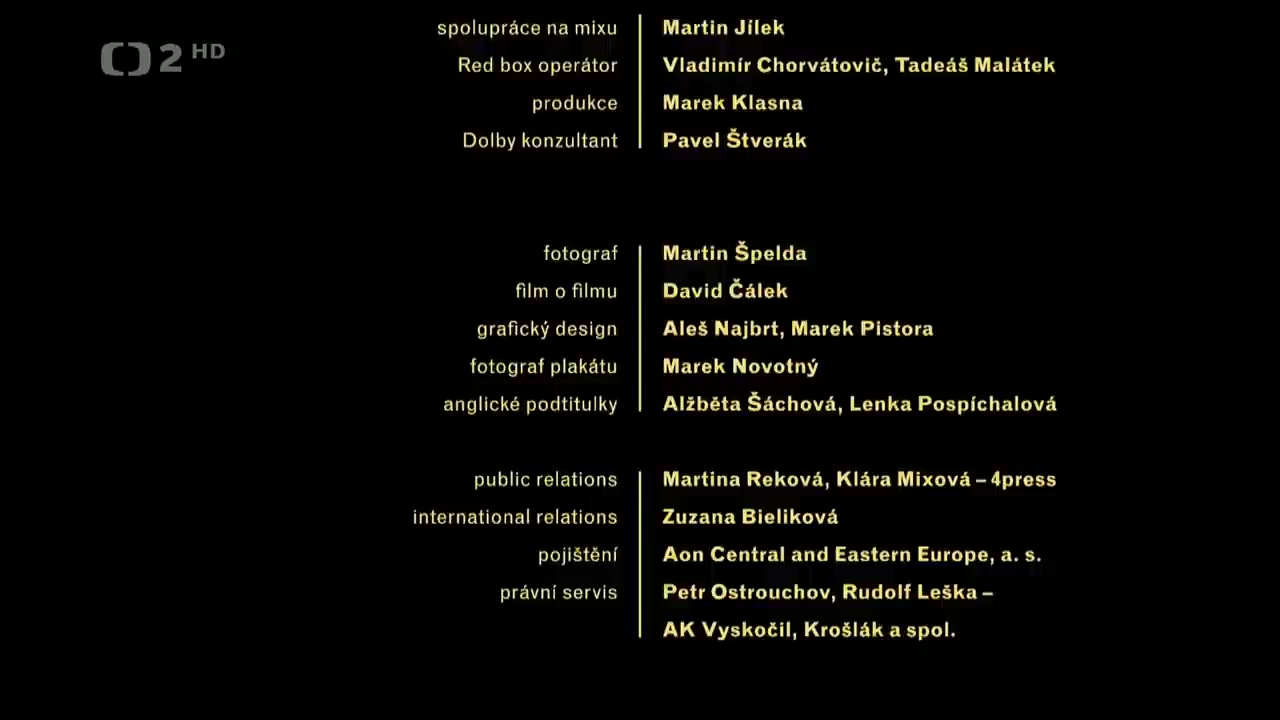 spolupráce na mixu Martin Jílek
2 HD
Red box operátor Vladimír Chorvátovič, Tadeáš Malátek
produkce Marek Klasna
Dolby konzultant Pavel Štverák
fotograf Martin Špelda
film o filmu David Čálek
grafický design Aleš Najbrt, Marek Pistora
fotograf plakátu Marek Novotný
anglické podtitulky Alžběta Šáchová, Lenka Pospíchalová
public relations Martina Reková, Klára Mixová – 4press
international relations Zuzana Bieliková
pojištění Aon Central and Eastern Europe, a. s.
právní servis Petr Ostrouchov, Rudolf Leška –
AK Vyskočil, Krošlák a spol.